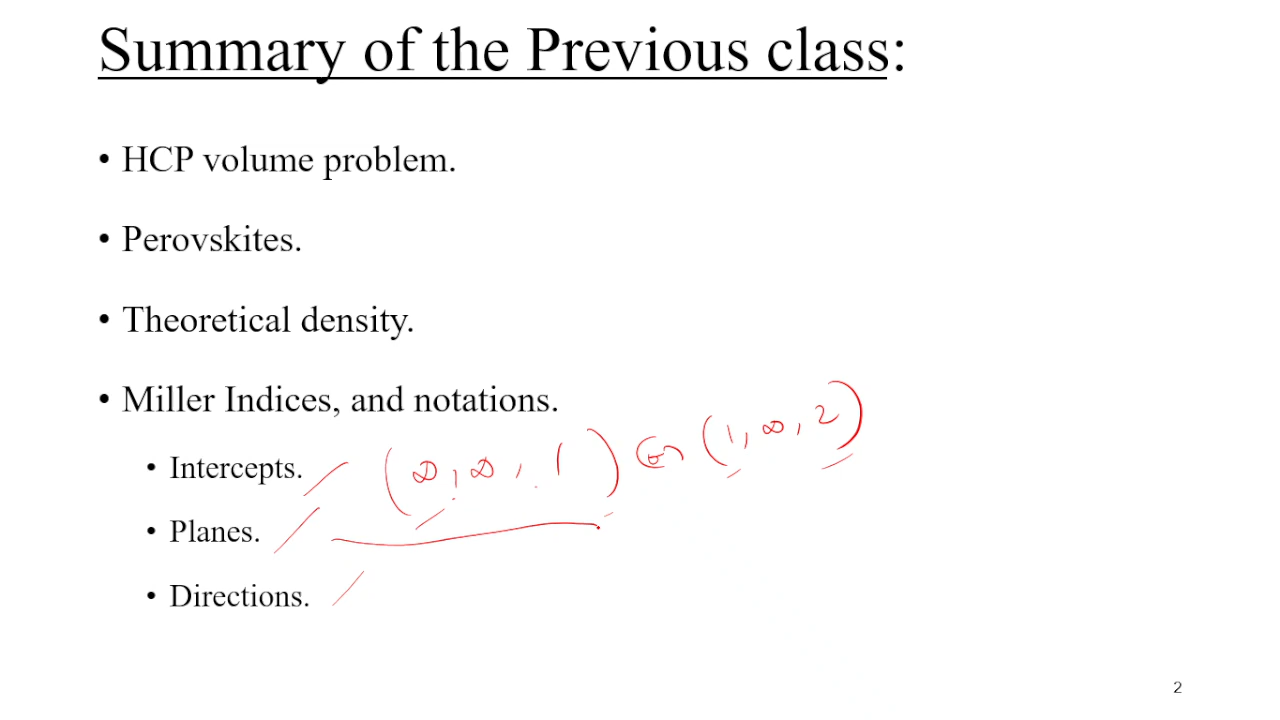 Summary of the Previous class:
• HCP volume problem.
• Perovskites.
• Theoretical density.
• Miller Indices, and notations.
• Intercepts.
(∞, ∞, 1) (1, ∞, 2)
• Planes.
• Directions.
2